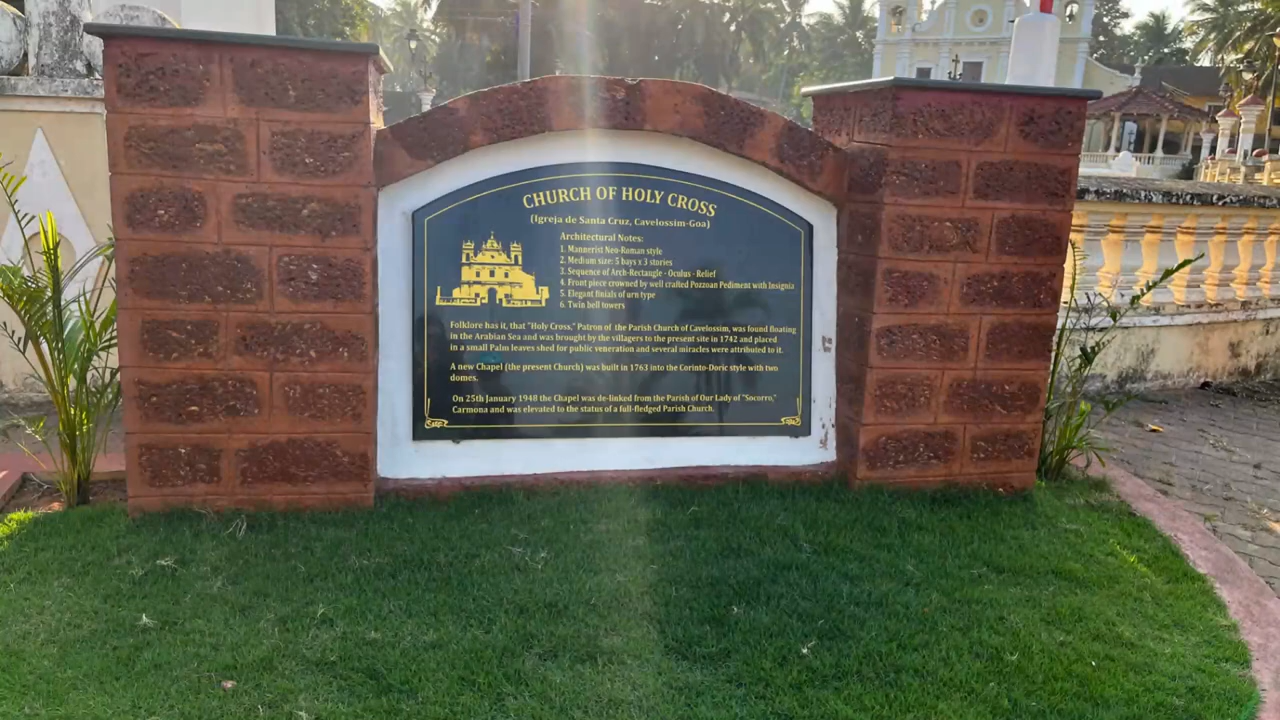 CHURCH OF HOLY CROSS
(Igreja de Santa Cruz, Cavelossim-Goa)
Architectural Notes:
1. Mannerist Neo-Roman style
2. Medium size: 5 bays x 3 stories
3. Sequence of Arch-Rectangle - Oculus - Relief
4. Front piece crowned by well crafted Pozzoan Pediment with Insignia
5. Elegant finials of urn type
6. Twin bell towers
Folklore has it, that "Holy Cross," Patron of the Parish Church of Cavelossim, was found floating
in the Arabian Sea and was brought by the villagers to the present site in 1742 and placed
in a small Palm leaves shed for public veneration and several miracles were attributed to it.
A new Chapel (the present Church) was built in 1763 into the Corinto-Doric style with two
domes.
On 25th January 1948 the Chapel was de-linked from the Parish of Our Lady of "Socorro,"
Carmona and was elevated to the status of a full-fledged Parish Church.